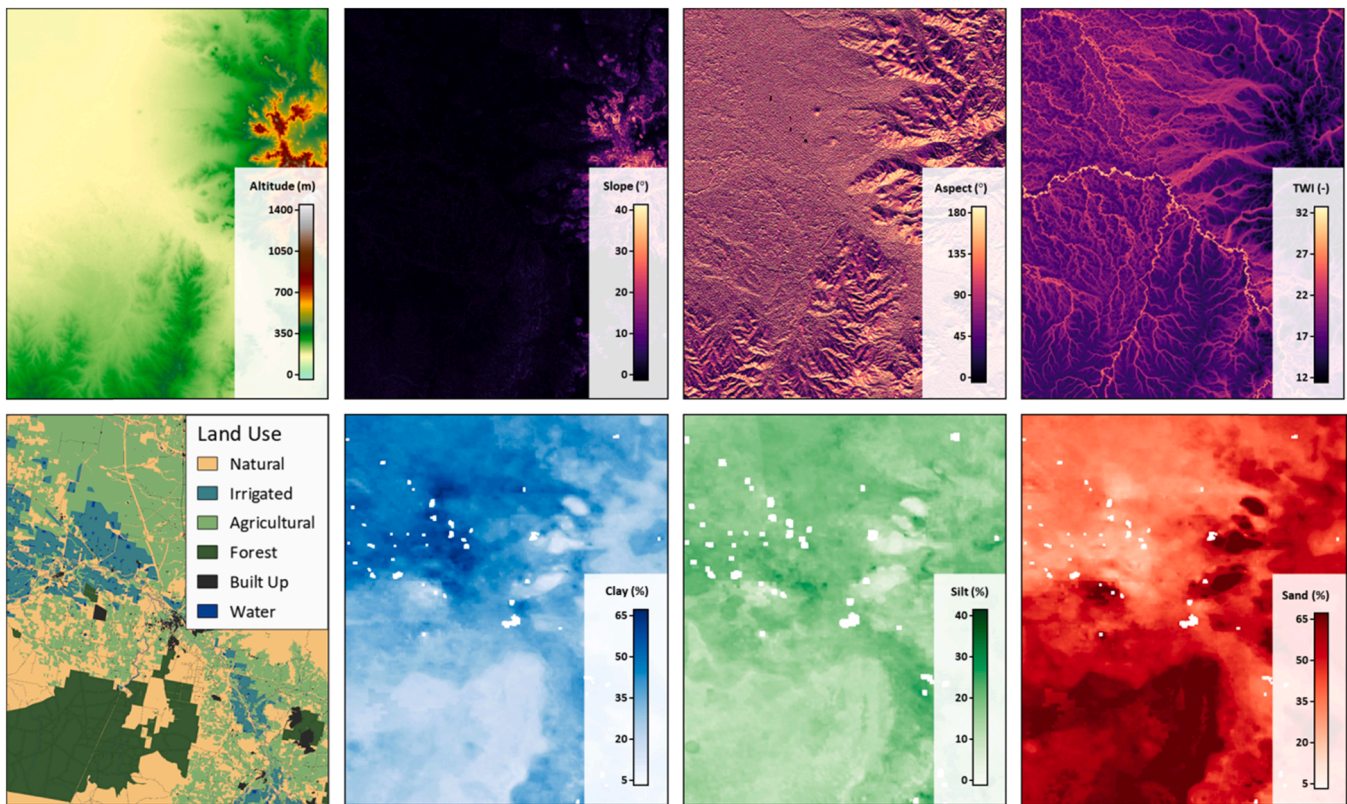 Altitude (m)
1400
1050
700
350
0
Slope (°)
40
30
20
10
0
Aspect (°)
180
135
90
45
0
TWI (-)
32
27
22
17
12
Land Use
Natural
Irrigated
Agricultural
Forest
Built Up
Water
Clay (%)
65
50
35
20
5
Silt (%)
40
30
20
10
0
Sand (%)
65
50
35
20
5